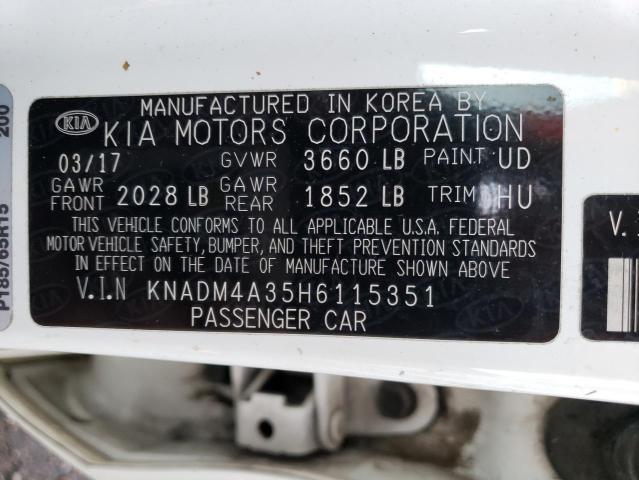 MANUFACTURED IN KOREA BY
KIA KIA MOTORS CORPORATION
03/17 GVWR 3660 LB PAINT UD
GAWR FRONT 2028 LB GAWR REAR 1852 LB TRIM HU
THIS VEHICLE CONFORMS TO ALL APPLICABLE U.S.A. FEDERAL
MOTOR VEHICLE SAFETY, BUMPER, AND THEFT PREVENTION STANDARDS
IN EFFECT ON THE DATE OF MANUFACTURE SHOWN ABOVE
V.I.N KNADM4A35H6115351
PASSENGER CAR
P185/65R15 200
V.